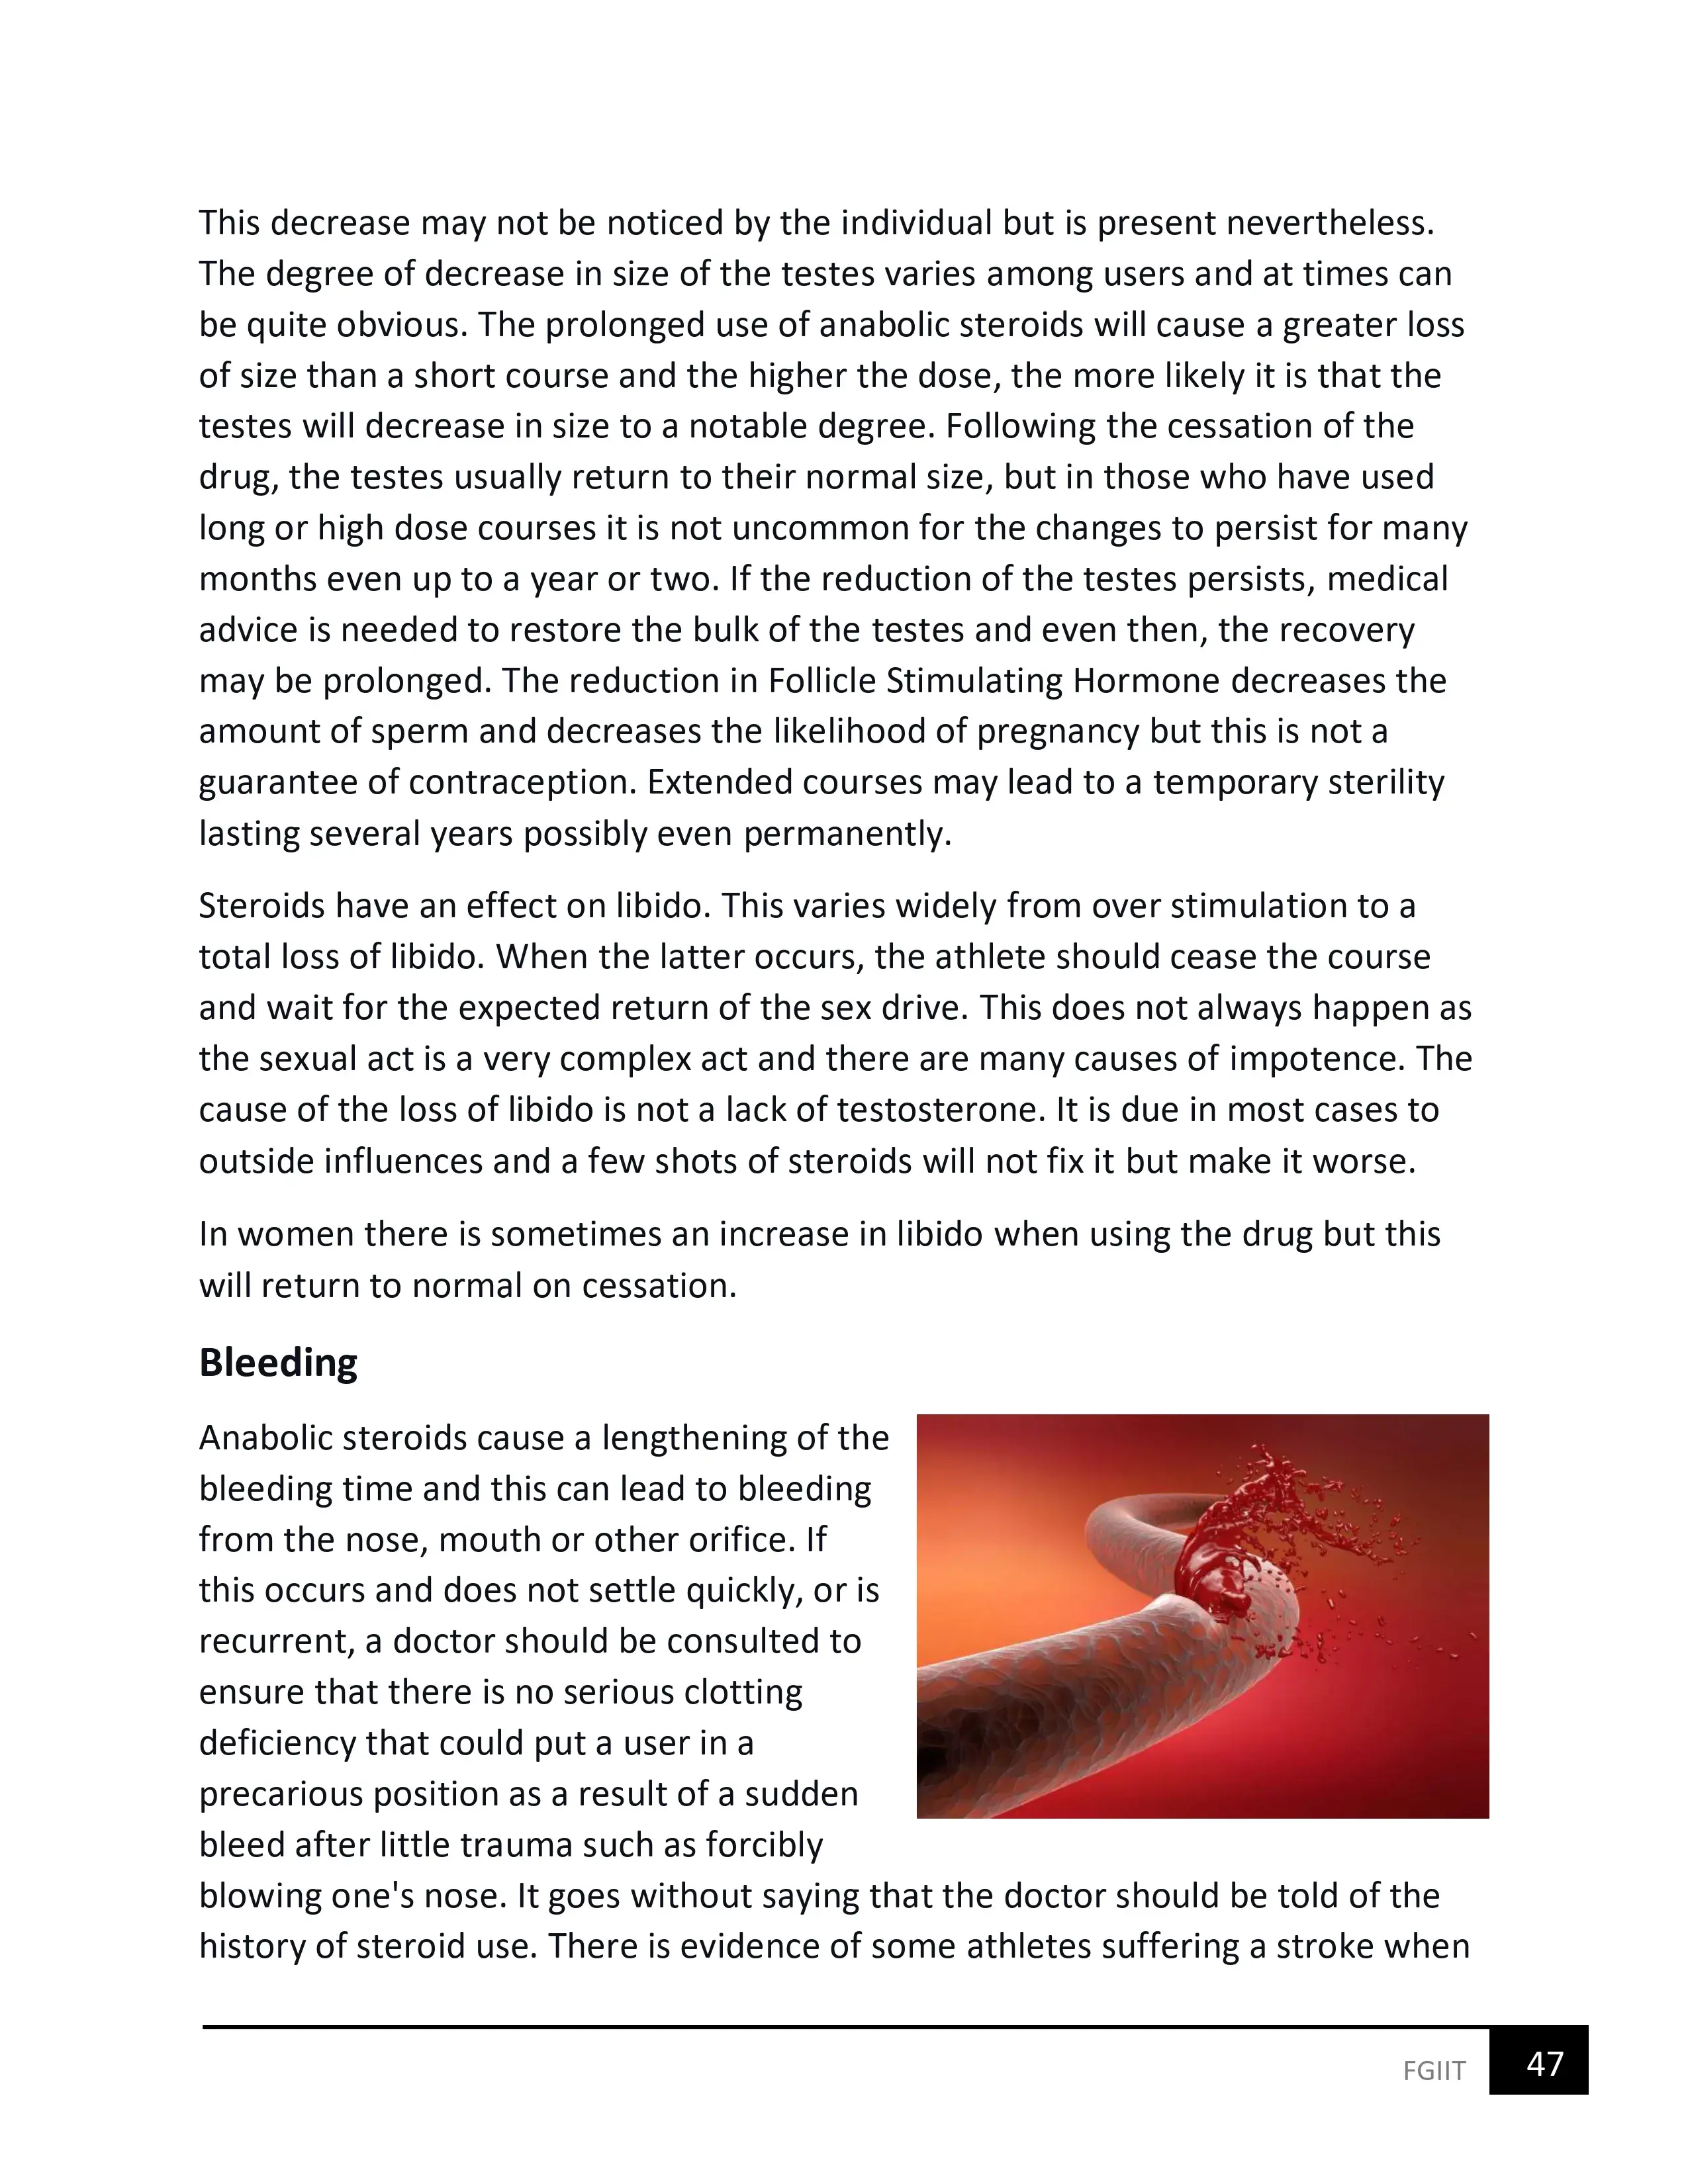 This decrease may not be noticed by the individual but is present nevertheless.
The degree of decrease in size of the testes varies among users and at times can
be quite obvious. The prolonged use of anabolic steroids will cause a greater loss
of size than a short course and the higher the dose, the more likely it is that the
testes will decrease in size to a notable degree. Following the cessation of the
drug, the testes usually return to their normal size, but in those who have used
long or high dose courses it is not uncommon for the changes to persist for many
months even up to a year or two. If the reduction of the testes persists, medical
advice is needed to restore the bulk of the testes and even then, the recovery
may be prolonged. The reduction in Follicle Stimulating Hormone decreases the
amount of sperm and decreases the likelihood of pregnancy but this is not a
guarantee of contraception. Extended courses may lead to a temporary sterility
lasting several years possibly even permanently.
Steroids have an effect on libido. This varies widely from over stimulation to a
total loss of libido. When the latter occurs, the athlete should cease the course
and wait for the expected return of the sex drive. This does not always happen as
the sexual act is a very complex act and there are many causes of impotence. The
cause of the loss of libido is not a lack of testosterone. It is due in most cases to
outside influences and a few shots of steroids will not fix it but make it worse.
In women there is sometimes an increase in libido when using the drug but this
will return to normal on cessation.
Bleeding
Anabolic steroids cause a lengthening of the
bleeding time and this can lead to bleeding
from the nose, mouth or other orifice. If
this occurs and does not settle quickly, or is
recurrent, a doctor should be consulted to
ensure that there is no serious clotting
deficiency that could put a user in a
precarious position as a result of a sudden
bleed after little trauma such as forcibly
blowing one's nose. It goes without saying that the doctor should be told of the
history of steroid use. There is evidence of some athletes suffering a stroke when
FGIIT 47